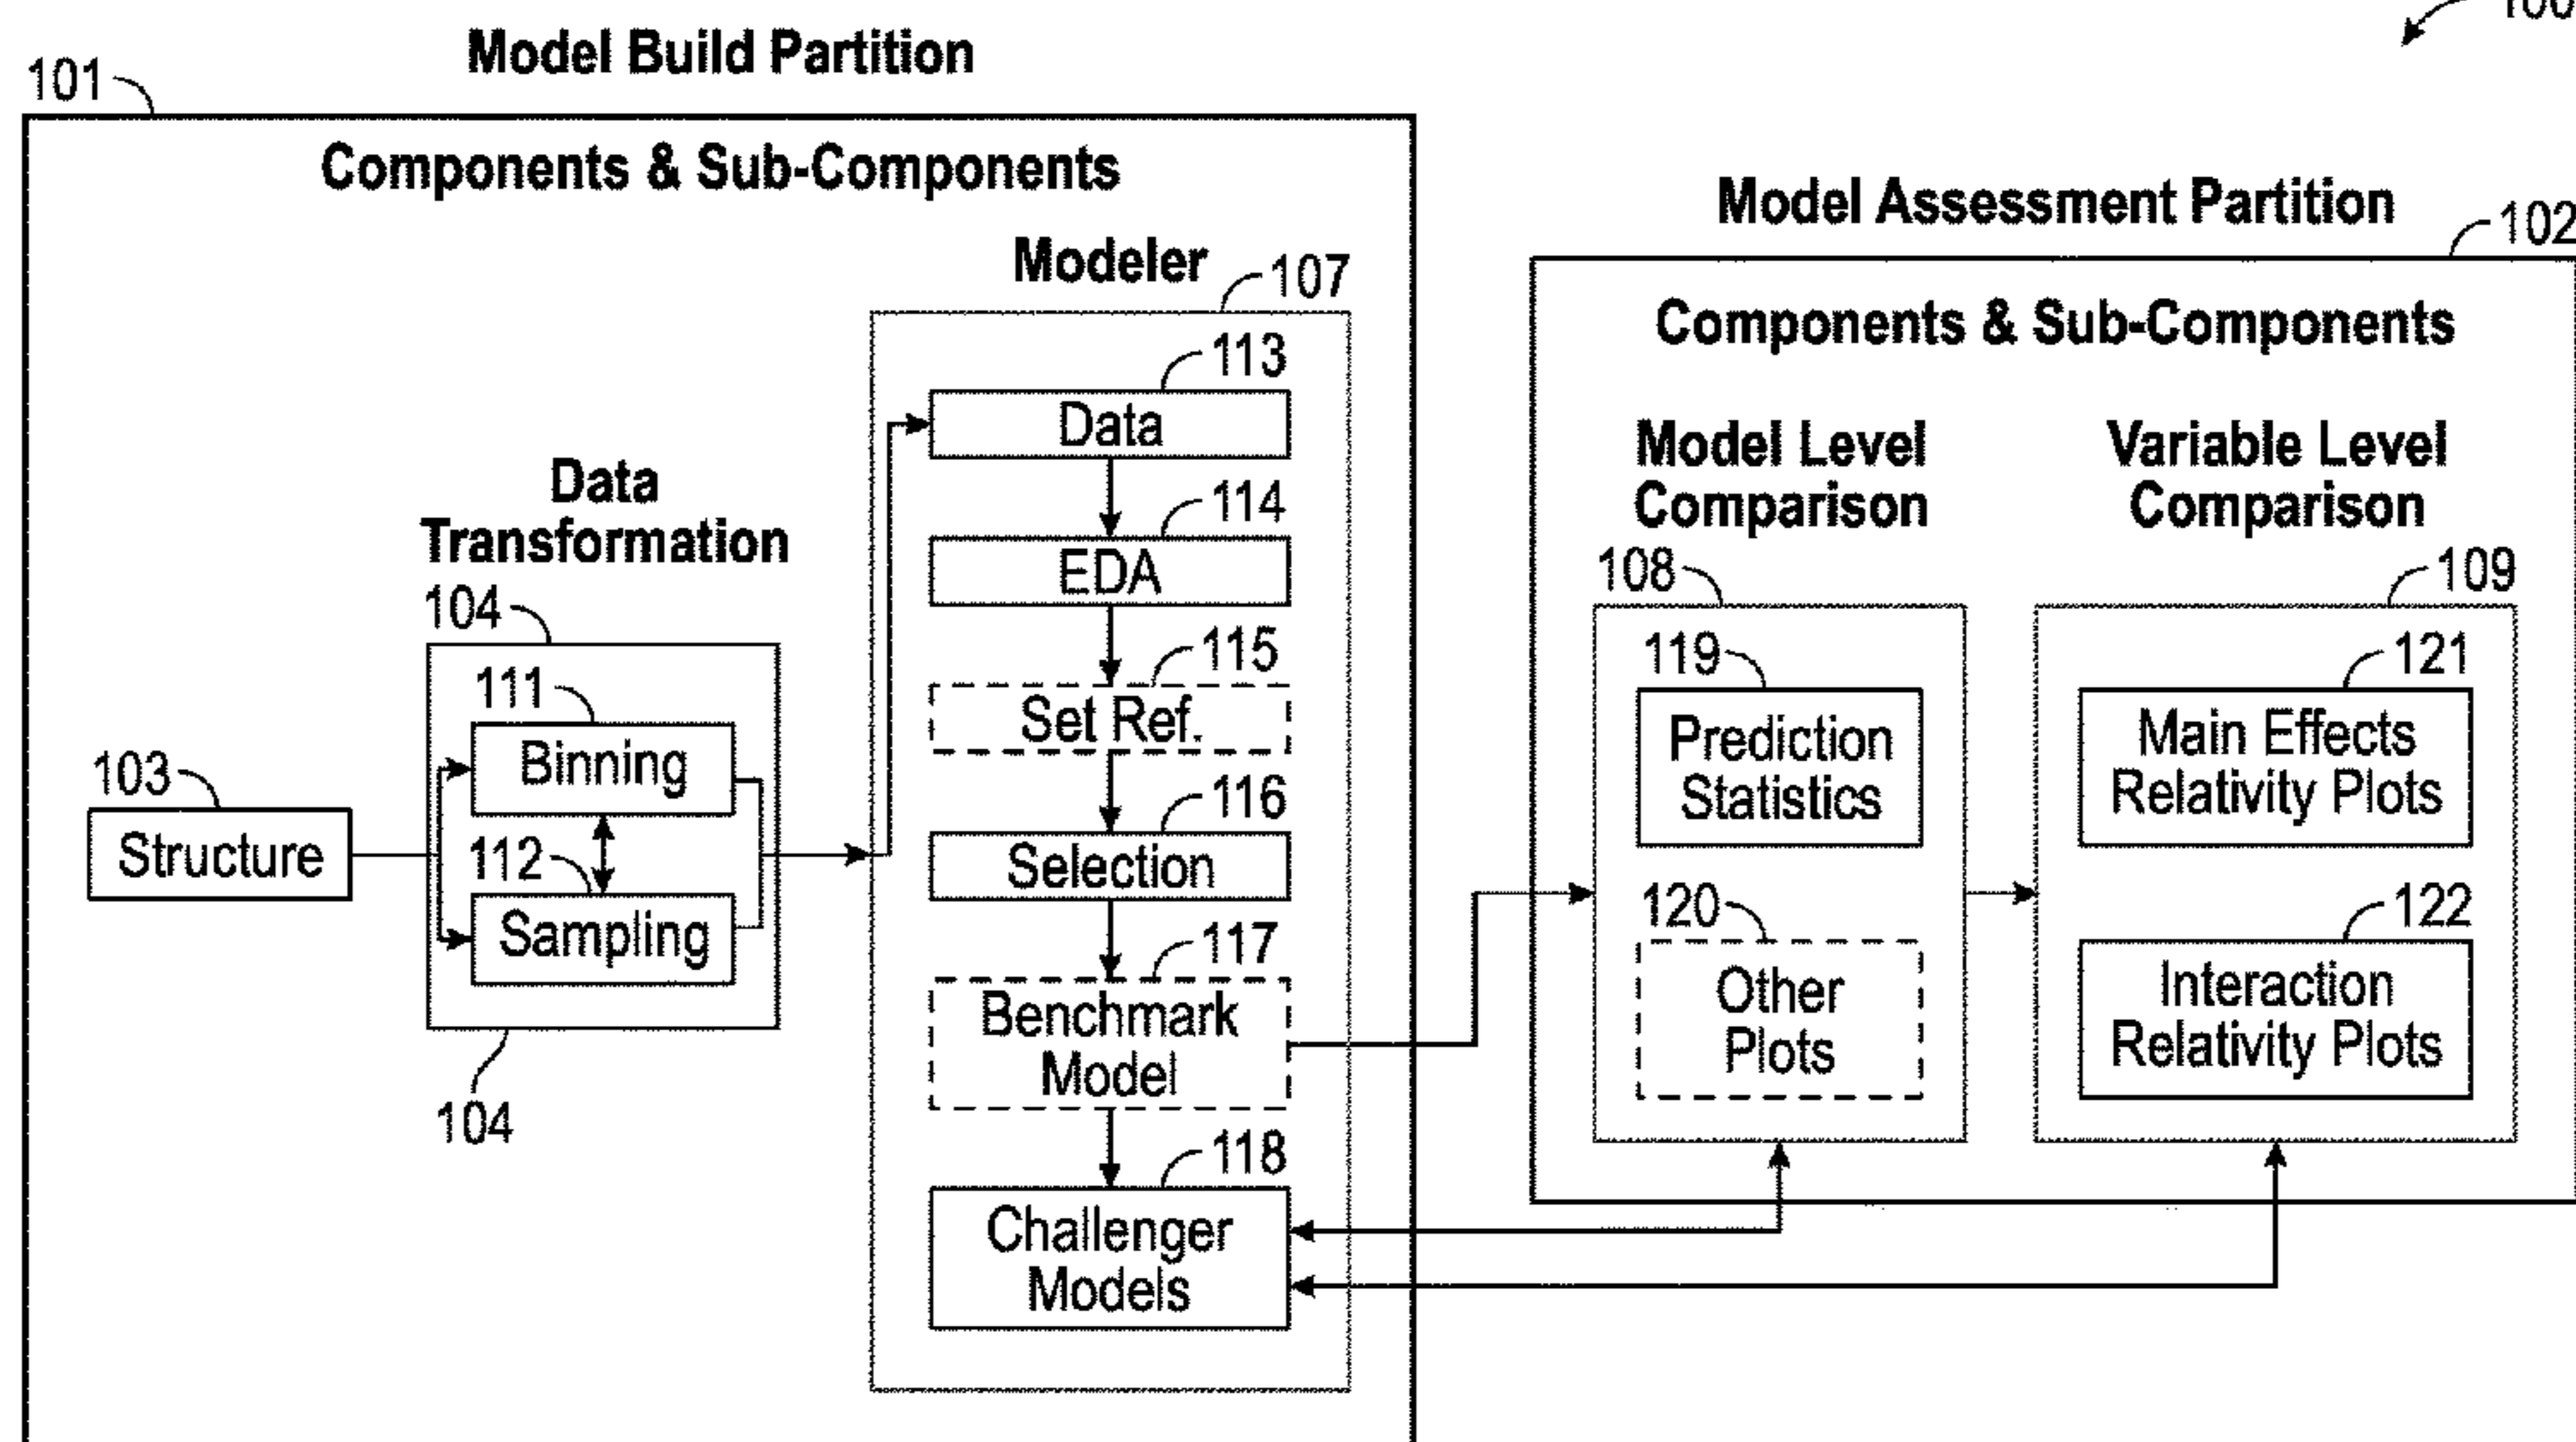 100
Model Build Partition
101
Components & Sub-Components
Modeler
107
113
Data
114
EDA
115
Set Ref.
116
Selection
117
Benchmark
Model
118
Challenger
Models
Data
Transformation
104
111
Binning
112
Sampling
104
103
Structure
Model Assessment Partition
102
Components & Sub-Components
Model Level
Comparison
108
119
Prediction
Statistics
120
Other
Plots
Variable Level
Comparison
109
121
Main Effects
Relativity Plots
122
Interaction
Relativity Plots